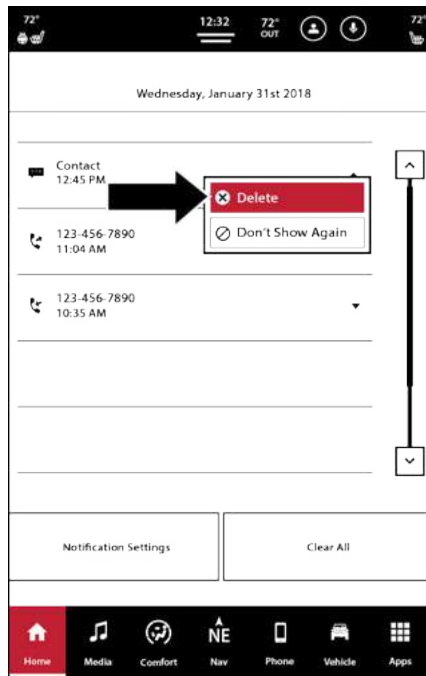 72°
12:32
72°
OUT
72°
Wednesday, January 31st 2018
Contact
12:45 PM
Delete
Don't Show Again
123-456-7890
11:04 AM
123-456-7890
10:35 AM
Notification Settings
Clear All
NE
Home
Media
Comfort
Nav
Phone
Vehicle
Apps